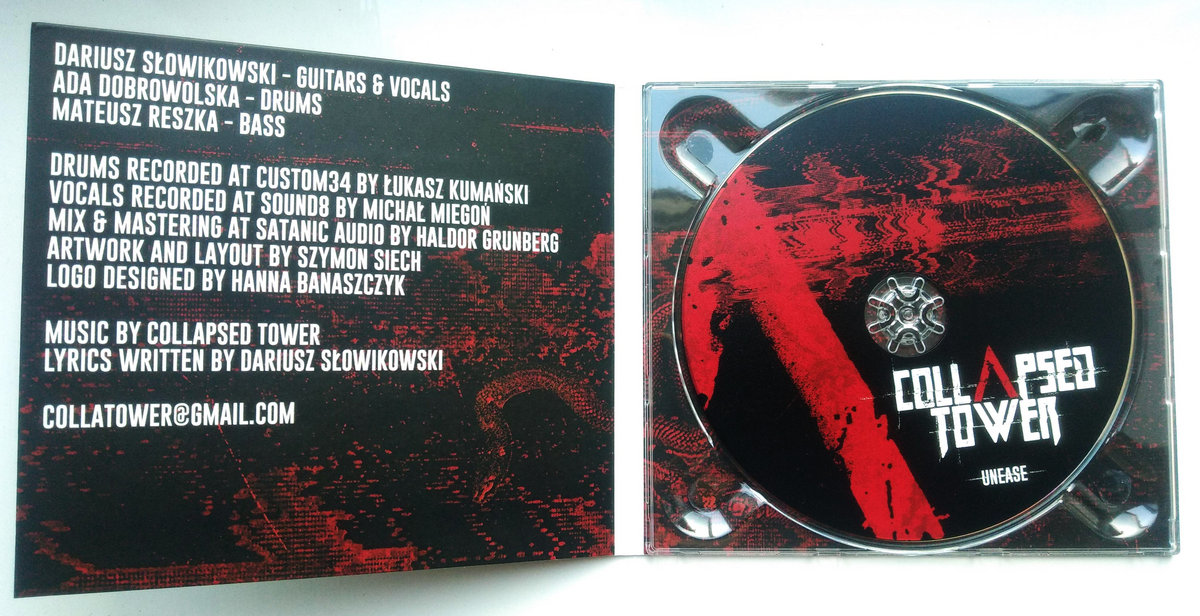 DARIUSZ SŁOWIKOWSKI – GUITARS & VOCALS
ADA DOBROWOLSKA – DRUMS
MATEUSZ RESZKA – BASS
DRUMS RECORDED AT CUSTOM34 BY ŁUKASZ KUMAŃSKI
VOCALS RECORDED AT SOUND8 BY MICHAŁ MIEGOŃ
MIX & MASTERING AT SATANIC AUDIO BY HALDOR GRUNBERG
ARTWORK AND LAYOUT BY SZYMON SIECH
LOGO DESIGNED BY HANNA BANASZCZYK
MUSIC BY COLLAPSED TOWER
LYRICS WRITTEN BY DARIUSZ SŁOWIKOWSKI
COLLATOWER@GMAIL.COM
COLLAPSED
TOWER
UNEASE